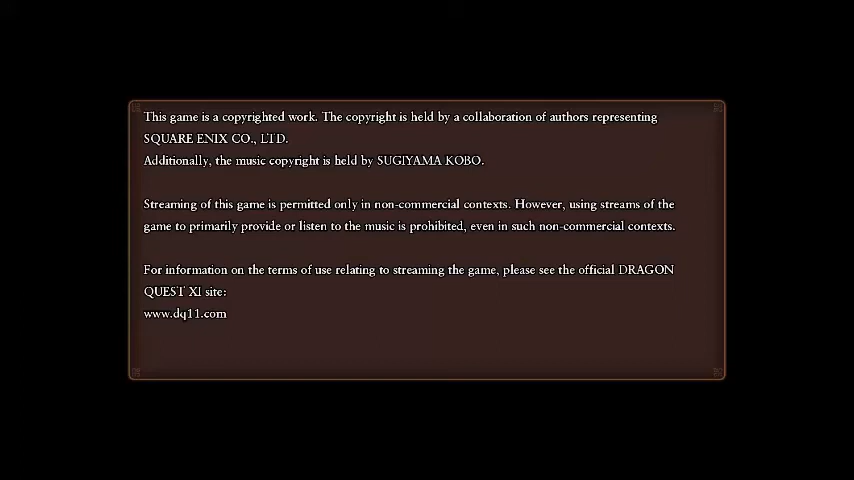 This game is a copyrighted work. The copyright is held by a collaboration of authors representing
SQUARE ENIX CO., LTD.
Additionally, the music copyright is held by SUGIYAMA KOBO.
Streaming of this game is permitted only in non-commercial contexts. However, using streams of the
game to primarily provide or listen to the music is prohibited, even in such non-commercial contexts.
For information on the terms of use relating to streaming the game, please see the official DRAGON
QUEST XI site:
www.dq11.com